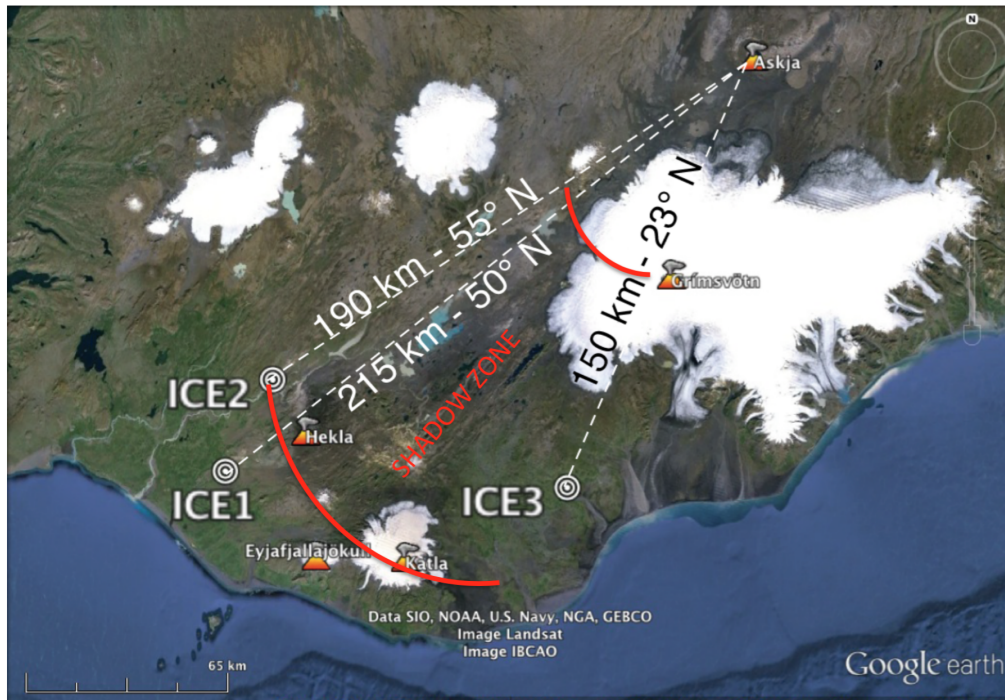 N
Askja
190 km - 55° N
215 km - 50° N
150 km - 23° N
Grímsvötn
SHADOW ZONE
ICE2
Hekla
ICE1
ICE3
Eyjafjallajökull
Katla
Data SIO, NOAA, U.S. Navy, NGA, GEBCO
Image Landsat
Image IBCAO
65 km
Google earth